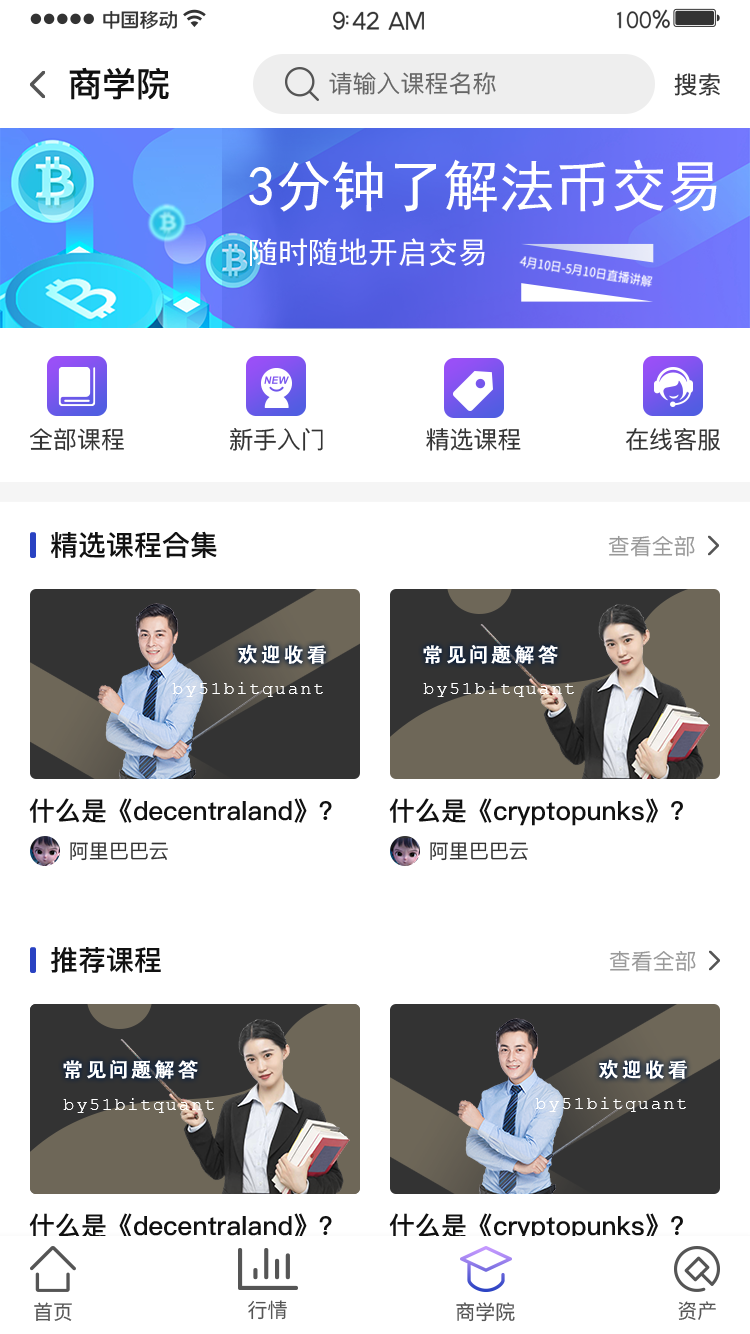 中国移动 9:42 AM 100%
商学院 请输入课程名称 搜索
3分钟了解法币交易
随时随地开启交易
4月10日-5月10日直播讲解
NEW
全部课程 新手入门 精选课程 在线客服
精选课程合集 查看全部
欢迎收看
by51bitquant
常见问题解答
by51bitquant
什么是《decentraland》?
什么是《cryptopunks》?
阿里巴巴云
阿里巴巴云
推荐课程 查看全部
常见问题解答
by51bitquant
欢迎收看
by51bitquant
什么是《decentraland》?
什么是《cryptopunks》?
首页 行情 商学院 资产